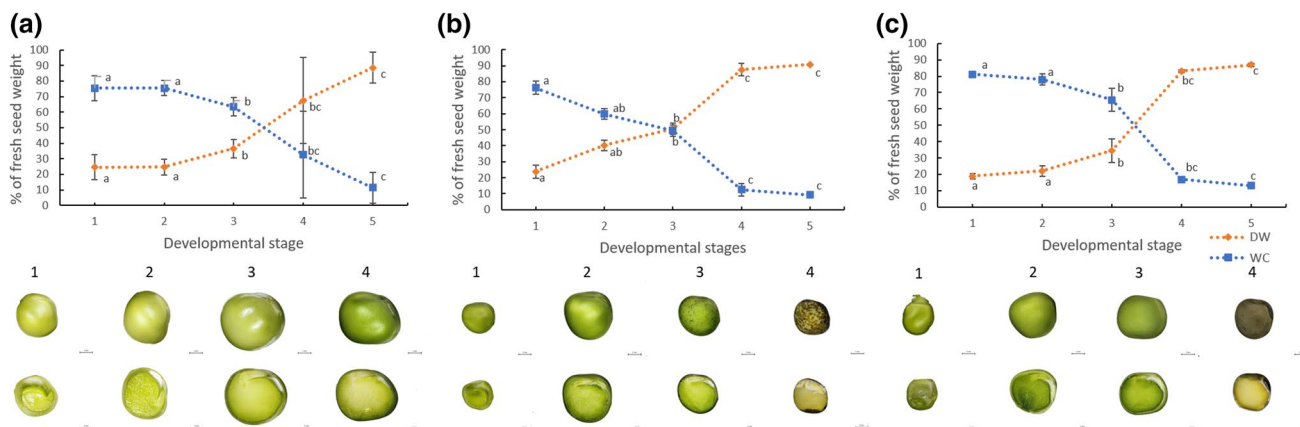 (a)
% of fresh seed weight
100
90
80
70
60
50
40
30
20
10
0
a
a
b
bc
c
a
a
b
bc
c
1 2 3 4 5
Developmental stage
1 2 3 4
(b)
% of fresh seed weight
100
90
80
70
60
50
40
30
20
10
0
a
ab
b
c
c
a
ab
b
c
c
1 2 3 4 5
Developmental stages
1 2 3 4
(c)
% of fresh seed weight
100
90
80
70
60
50
40
30
20
10
0
a
a
b
bc
c
a
a
b
bc
c
1 2 3 4 5
Developmental stage
DW
WC
1 2 3 4